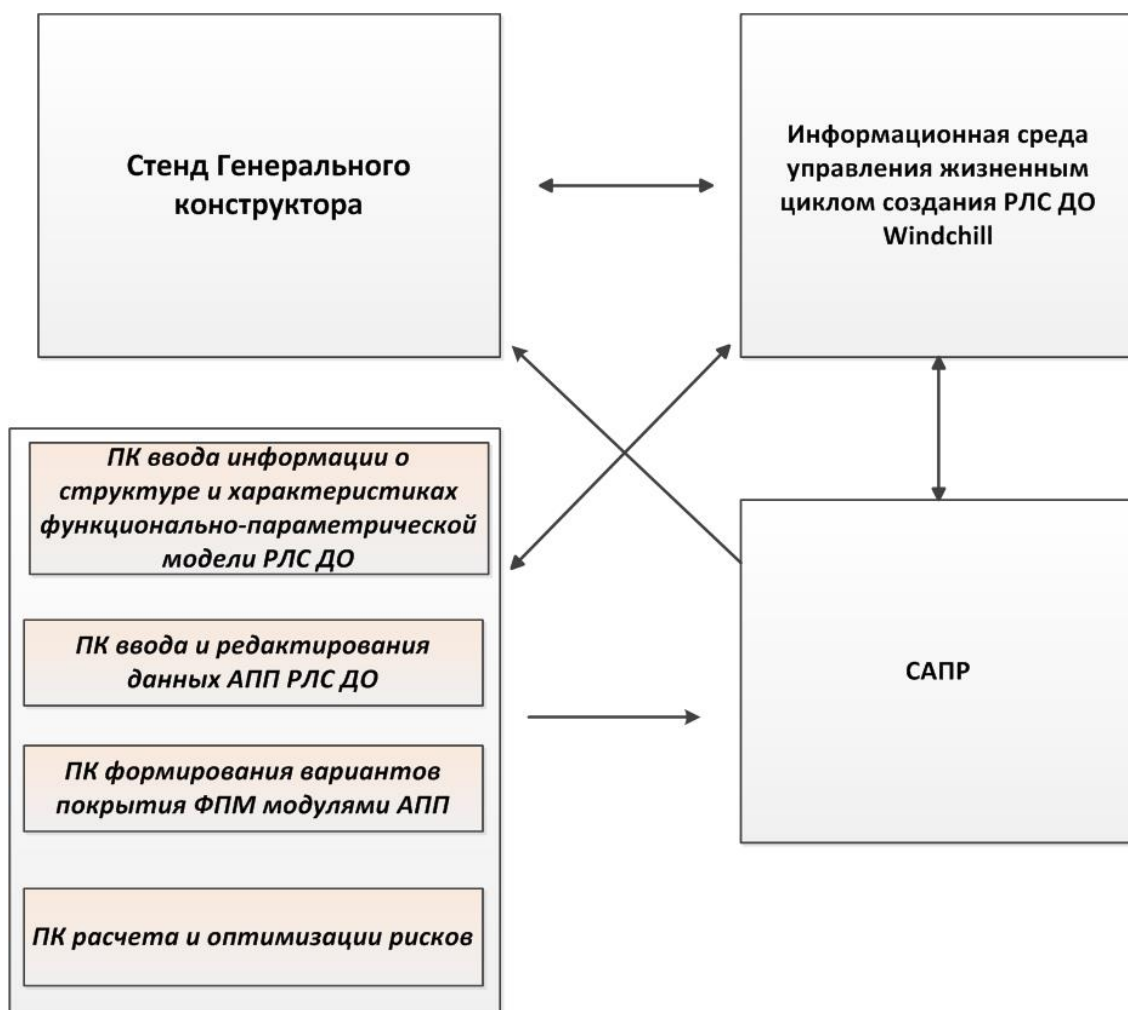 Стенд Генерального
конструктора
Информационная среда
управления жизненным
циклом создания РЛС ДО
Windchill
ПК ввода информации о
структуре и характеристиках
функционально-параметрической
модели РЛС ДО
ПК ввода и редактирования
данных АПП РЛС ДО
ПК формирования вариантов
покрытия ФПМ модулями АПП
ПК расчета и оптимизации рисков
САПР